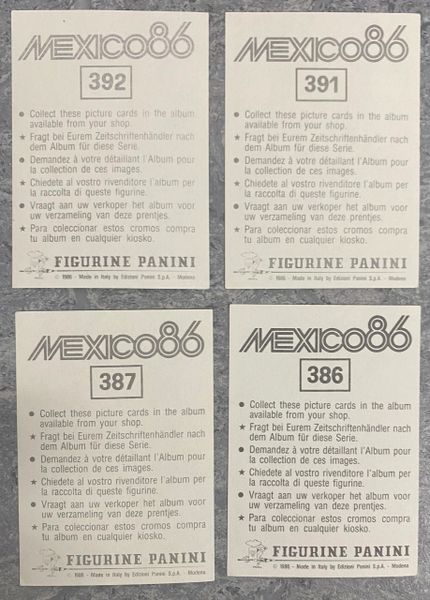 MEXICO86
392
● Collect these picture cards in the album
available from your shop.
★ Fragt bei Eurem Zeitschriftenhändler nach
dem Album für diese Serie.
● Demandez à votre détaillant l'Album pour
la collection de ces images.
★ Chiedete al vostro rivenditore l'album per
la raccolta di queste figurine.
● Vraagt aan uw verkoper het album voor
uw verzameling van deze prentjes.
★ Para coleccionar estos cromos compra
tu album en cualquier kiosko.
FIGURINE PANINI
© 1986 - Made in Italy by Edizioni Panini S.p.A. - Modena
MEXICO86
391
● Collect these picture cards in the album
available from your shop.
★ Fragt bei Eurem Zeitschriftenhändler nach
dem Album für diese Serie.
● Demandez à votre détaillant l'Album pour
la collection de ces images.
★ Chiedete al vostro rivenditore l'album per
la raccolta di queste figurine.
● Vraagt aan uw verkoper het album voor
uw verzameling van deze prentjes.
★ Para coleccionar estos cromos compra
tu album en cualquier kiosko.
FIGURINE PANINI
© 1986 - Made in Italy by Edizioni Panini S.p.A. - Modena
MEXICO86
387
● Collect these picture cards in the album
available from your shop.
★ Fragt bei Eurem Zeitschriftenhändler nach
dem Album für diese Serie.
● Demandez à votre détaillant l'Album pour
la collection de ces images.
★ Chiedete al vostro rivenditore l'album per
la raccolta di queste figurine.
● Vraagt aan uw verkoper het album voor
uw verzameling van deze prentjes.
★ Para coleccionar estos cromos compra
tu album en cualquier kiosko.
FIGURINE PANINI
© 1986 - Made in Italy by Edizioni Panini S.p.A. - Modena
MEXICO86
386
● Collect these picture cards in the album
available from your shop.
★ Fragt bei Eurem Zeitschriftenhändler nach
dem Album für diese Serie.
● Demandez à votre détaillant l'Album pour
la collection de ces images.
★ Chiedete al vostro rivenditore l'album per
la raccolta di queste figurine.
● Vraagt aan uw verkoper het album voor
uw verzameling van deze prentjes.
★ Para coleccionar estos cromos compra
tu album en cualquier kiosko.
FIGURINE PANINI
© 1986 - Made in Italy by Edizioni Panini S.p.A. - Modena